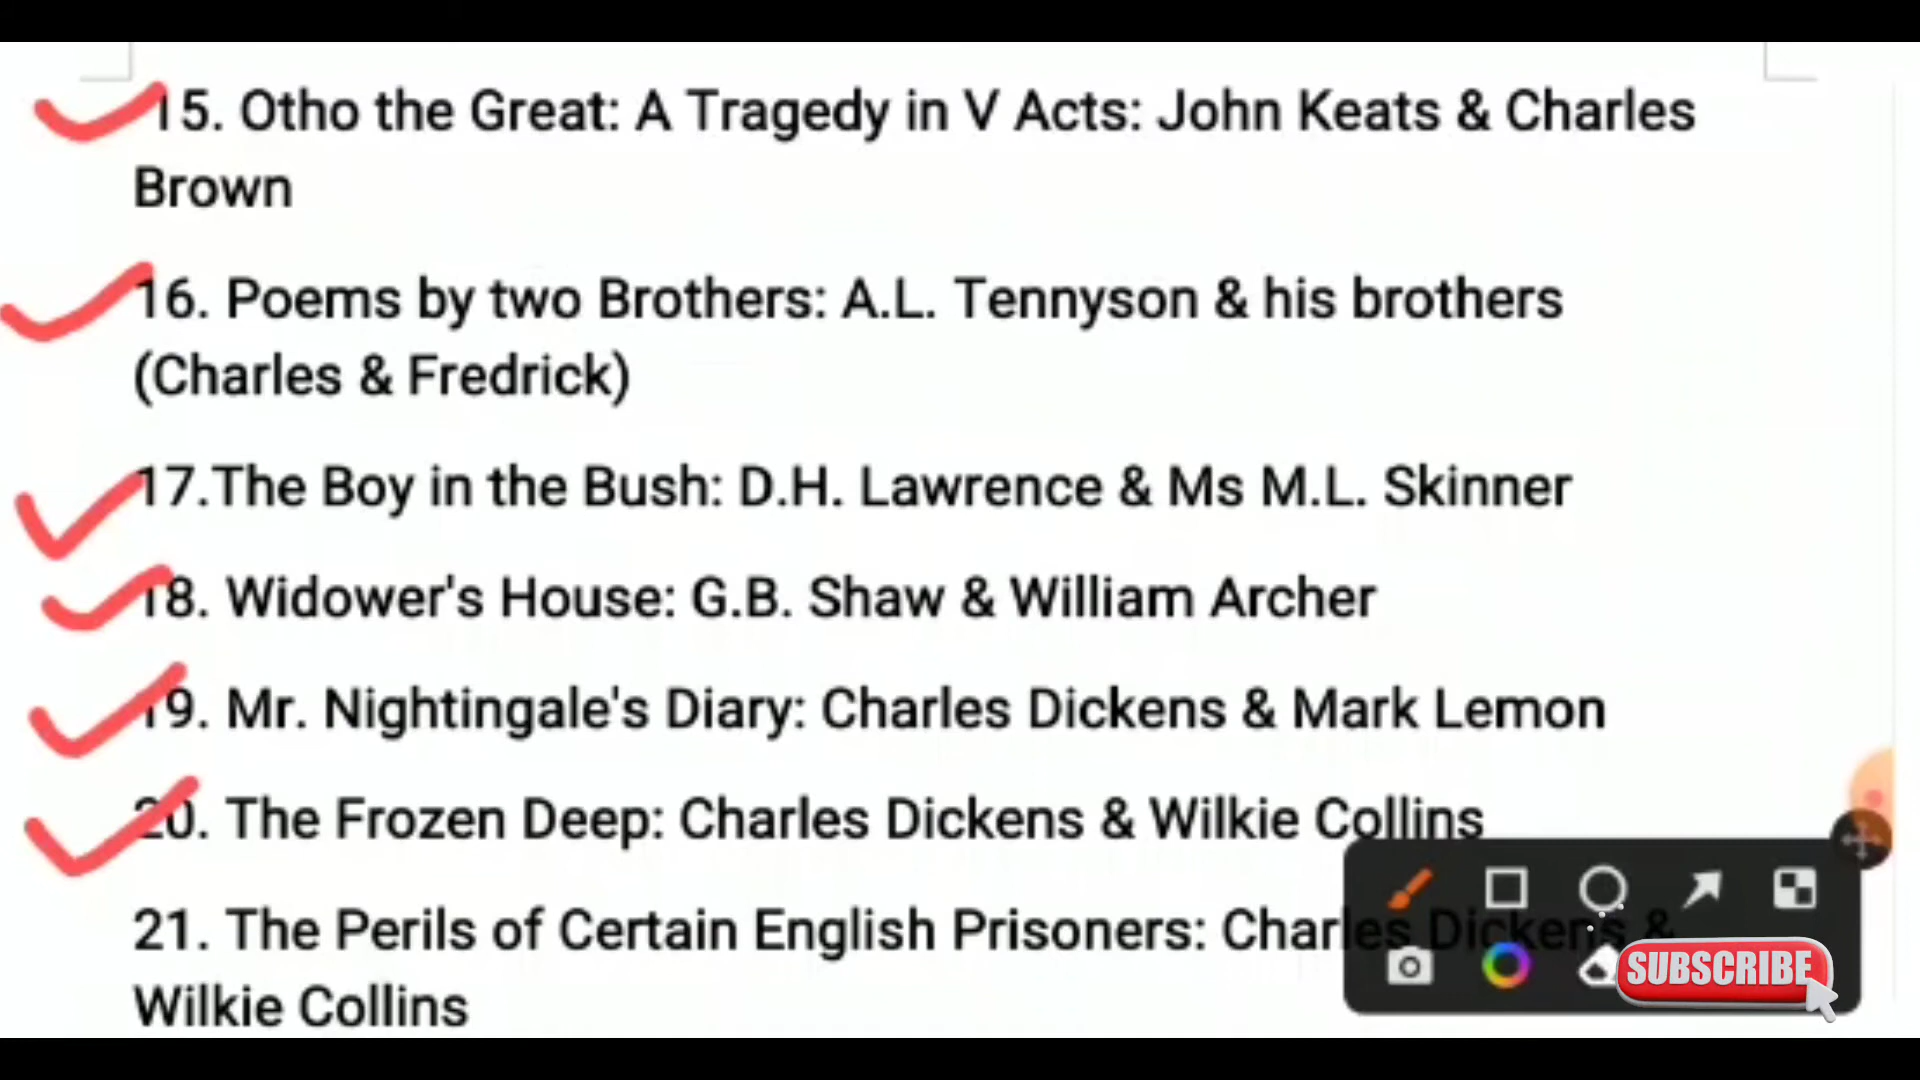 15. Otho the Great: A Tragedy in V Acts: John Keats & Charles
Brown
16. Poems by two Brothers: A.L. Tennyson & his brothers
(Charles & Fredrick)
17.The Boy in the Bush: D.H. Lawrence & Ms M.L. Skinner
18. Widower's House: G.B. Shaw & William Archer
19. Mr. Nightingale's Diary: Charles Dickens & Mark Lemon
20. The Frozen Deep: Charles Dickens & Wilkie Collins
21. The Perils of Certain English Prisoners: Charles Dickens &
Wilkie Collins
SUBSCRIBE